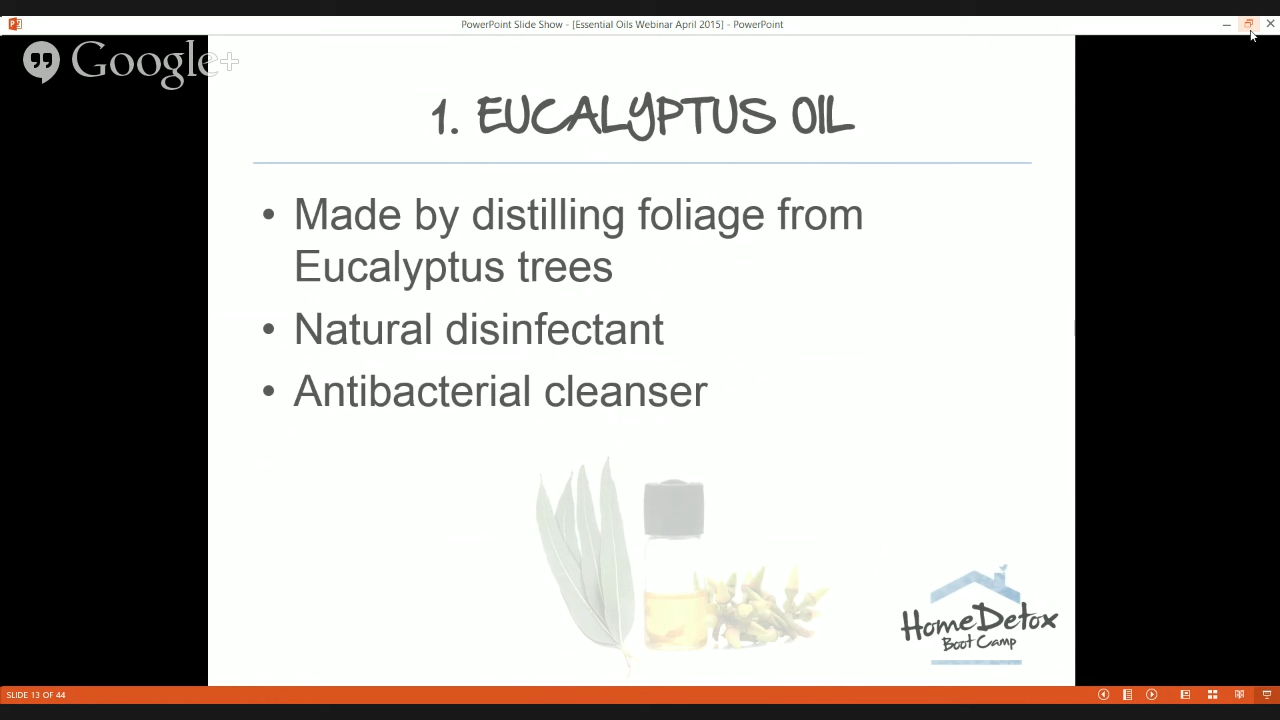 PowerPoint Slide Show - [Essential Oils Webinar April 2015] - PowerPoint
Google+
1. EUCALYPTUS OIL
• Made by distilling foliage from
Eucalyptus trees
• Natural disinfectant
• Antibacterial cleanser
HomeDetox
Boot Camp
SLIDE 13 OF 44